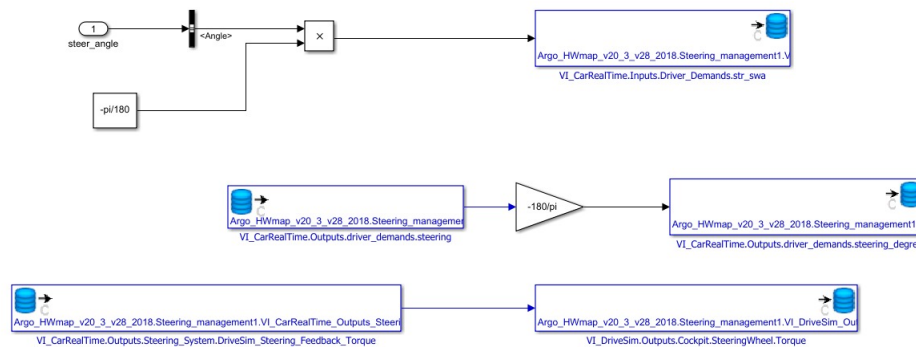 1
steer_angle
<Angle>
×
-pi/180
C
Argo_HWmap_v20_3_v28_2018.Steering_management1.V
VI_CarRealTime.Inputs.Driver_Demands.str_swa
C
Argo_HWmap_v20_3_v28_2018.Steering_managemen
VI_CarRealTime.Outputs.driver_demands.steering
-180/pi
C
Argo_HWmap_v20_3_v28_2018.Steering_management1
VI_CarRealTime.Outputs.driver_demands.steering_degre
C
Argo_HWmap_v20_3_v28_2018.Steering_management1.VI_CarRealTime_Outputs_Steeri
VI_CarRealTime.Outputs.Steering_System.DriveSim_Steering_Feedback_Torque
C
Argo_HWmap_v20_3_v28_2018.Steering_management1.VI_DriveSim_Out
VI_DriveSim.Outputs.Cockpit.SteeringWheel.Torque